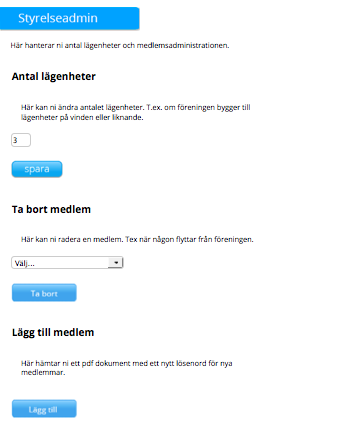 Styrelseadmin
Här hanterar ni antal lägenheter och medlemsadministrationen.
Antal lägenheter
Här kan ni ändra antalet lägenheter. T.ex. om föreningen bygger till
lägenheter på vinden eller liknande.
3
spara
Ta bort medlem
Här kan ni radera en medlem. Tex när någon flyttar från föreningen.
Välj...
Ta bort
Lägg till medlem
Här hämtar ni ett pdf dokument med ett nytt lösenord för nya
medlemmar.
Lägg till